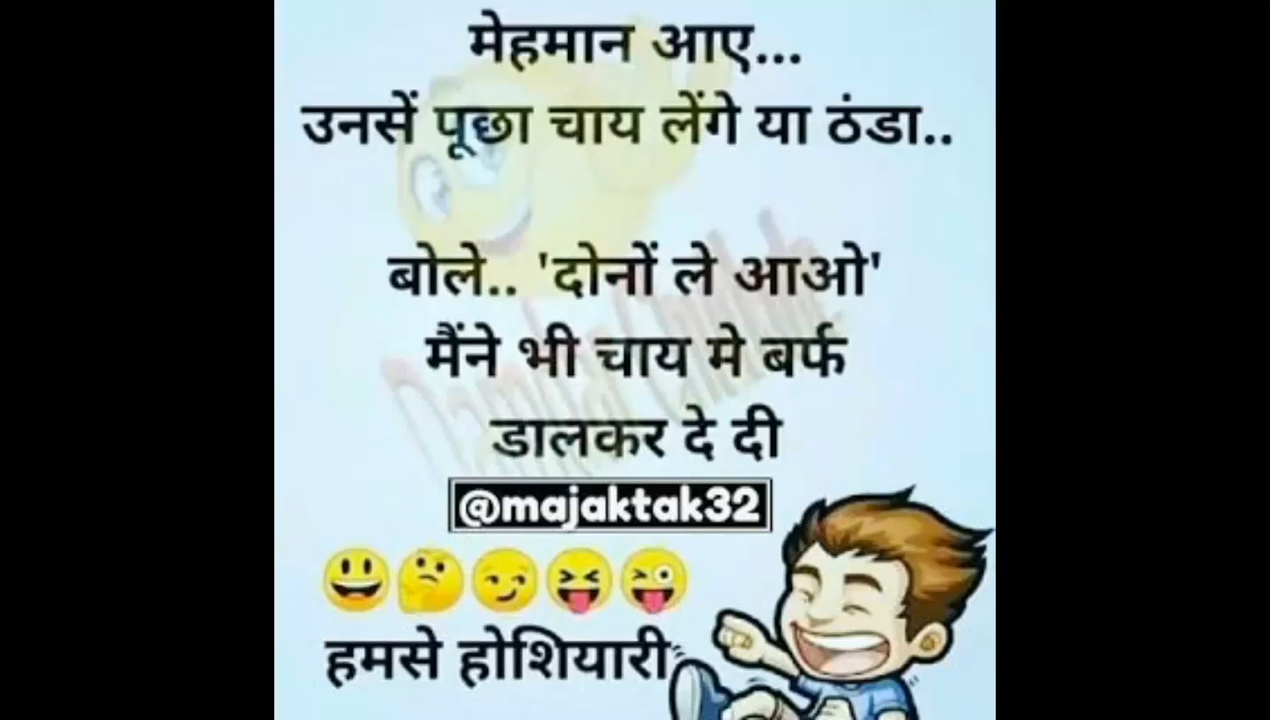 मेहमान आए...
उनसें पूछा चाय लेंगे या ठंडा..
बोले.. 'दोनों ले आओ'
मैंने भी चाय मे बर्फ
डालकर दे दी
@majaktak32
😃🤔😏😝😜
हमसे होशियारी